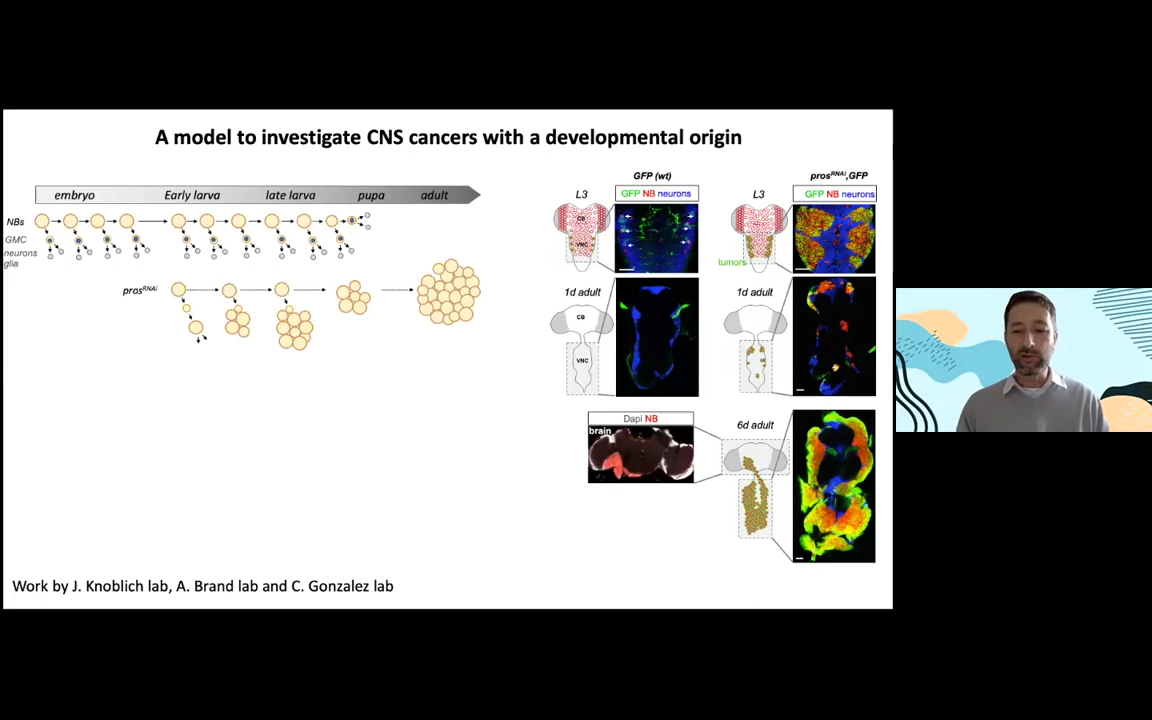 A model to investigate CNS cancers with a developmental origin
embryo Early larva late larva pupa adult
NBs
GMC
neurons
glia
pros^RNAi
GFP (wt)
GFP NB neurons
L3
CB
VNC
1d adult
CB
VNC
pros^RNAi,GFP
GFP NB neurons
L3
tumors
1d adult
Dapi NB
brain
6d adult
Work by J. Knoblich lab, A. Brand lab and C. Gonzalez lab